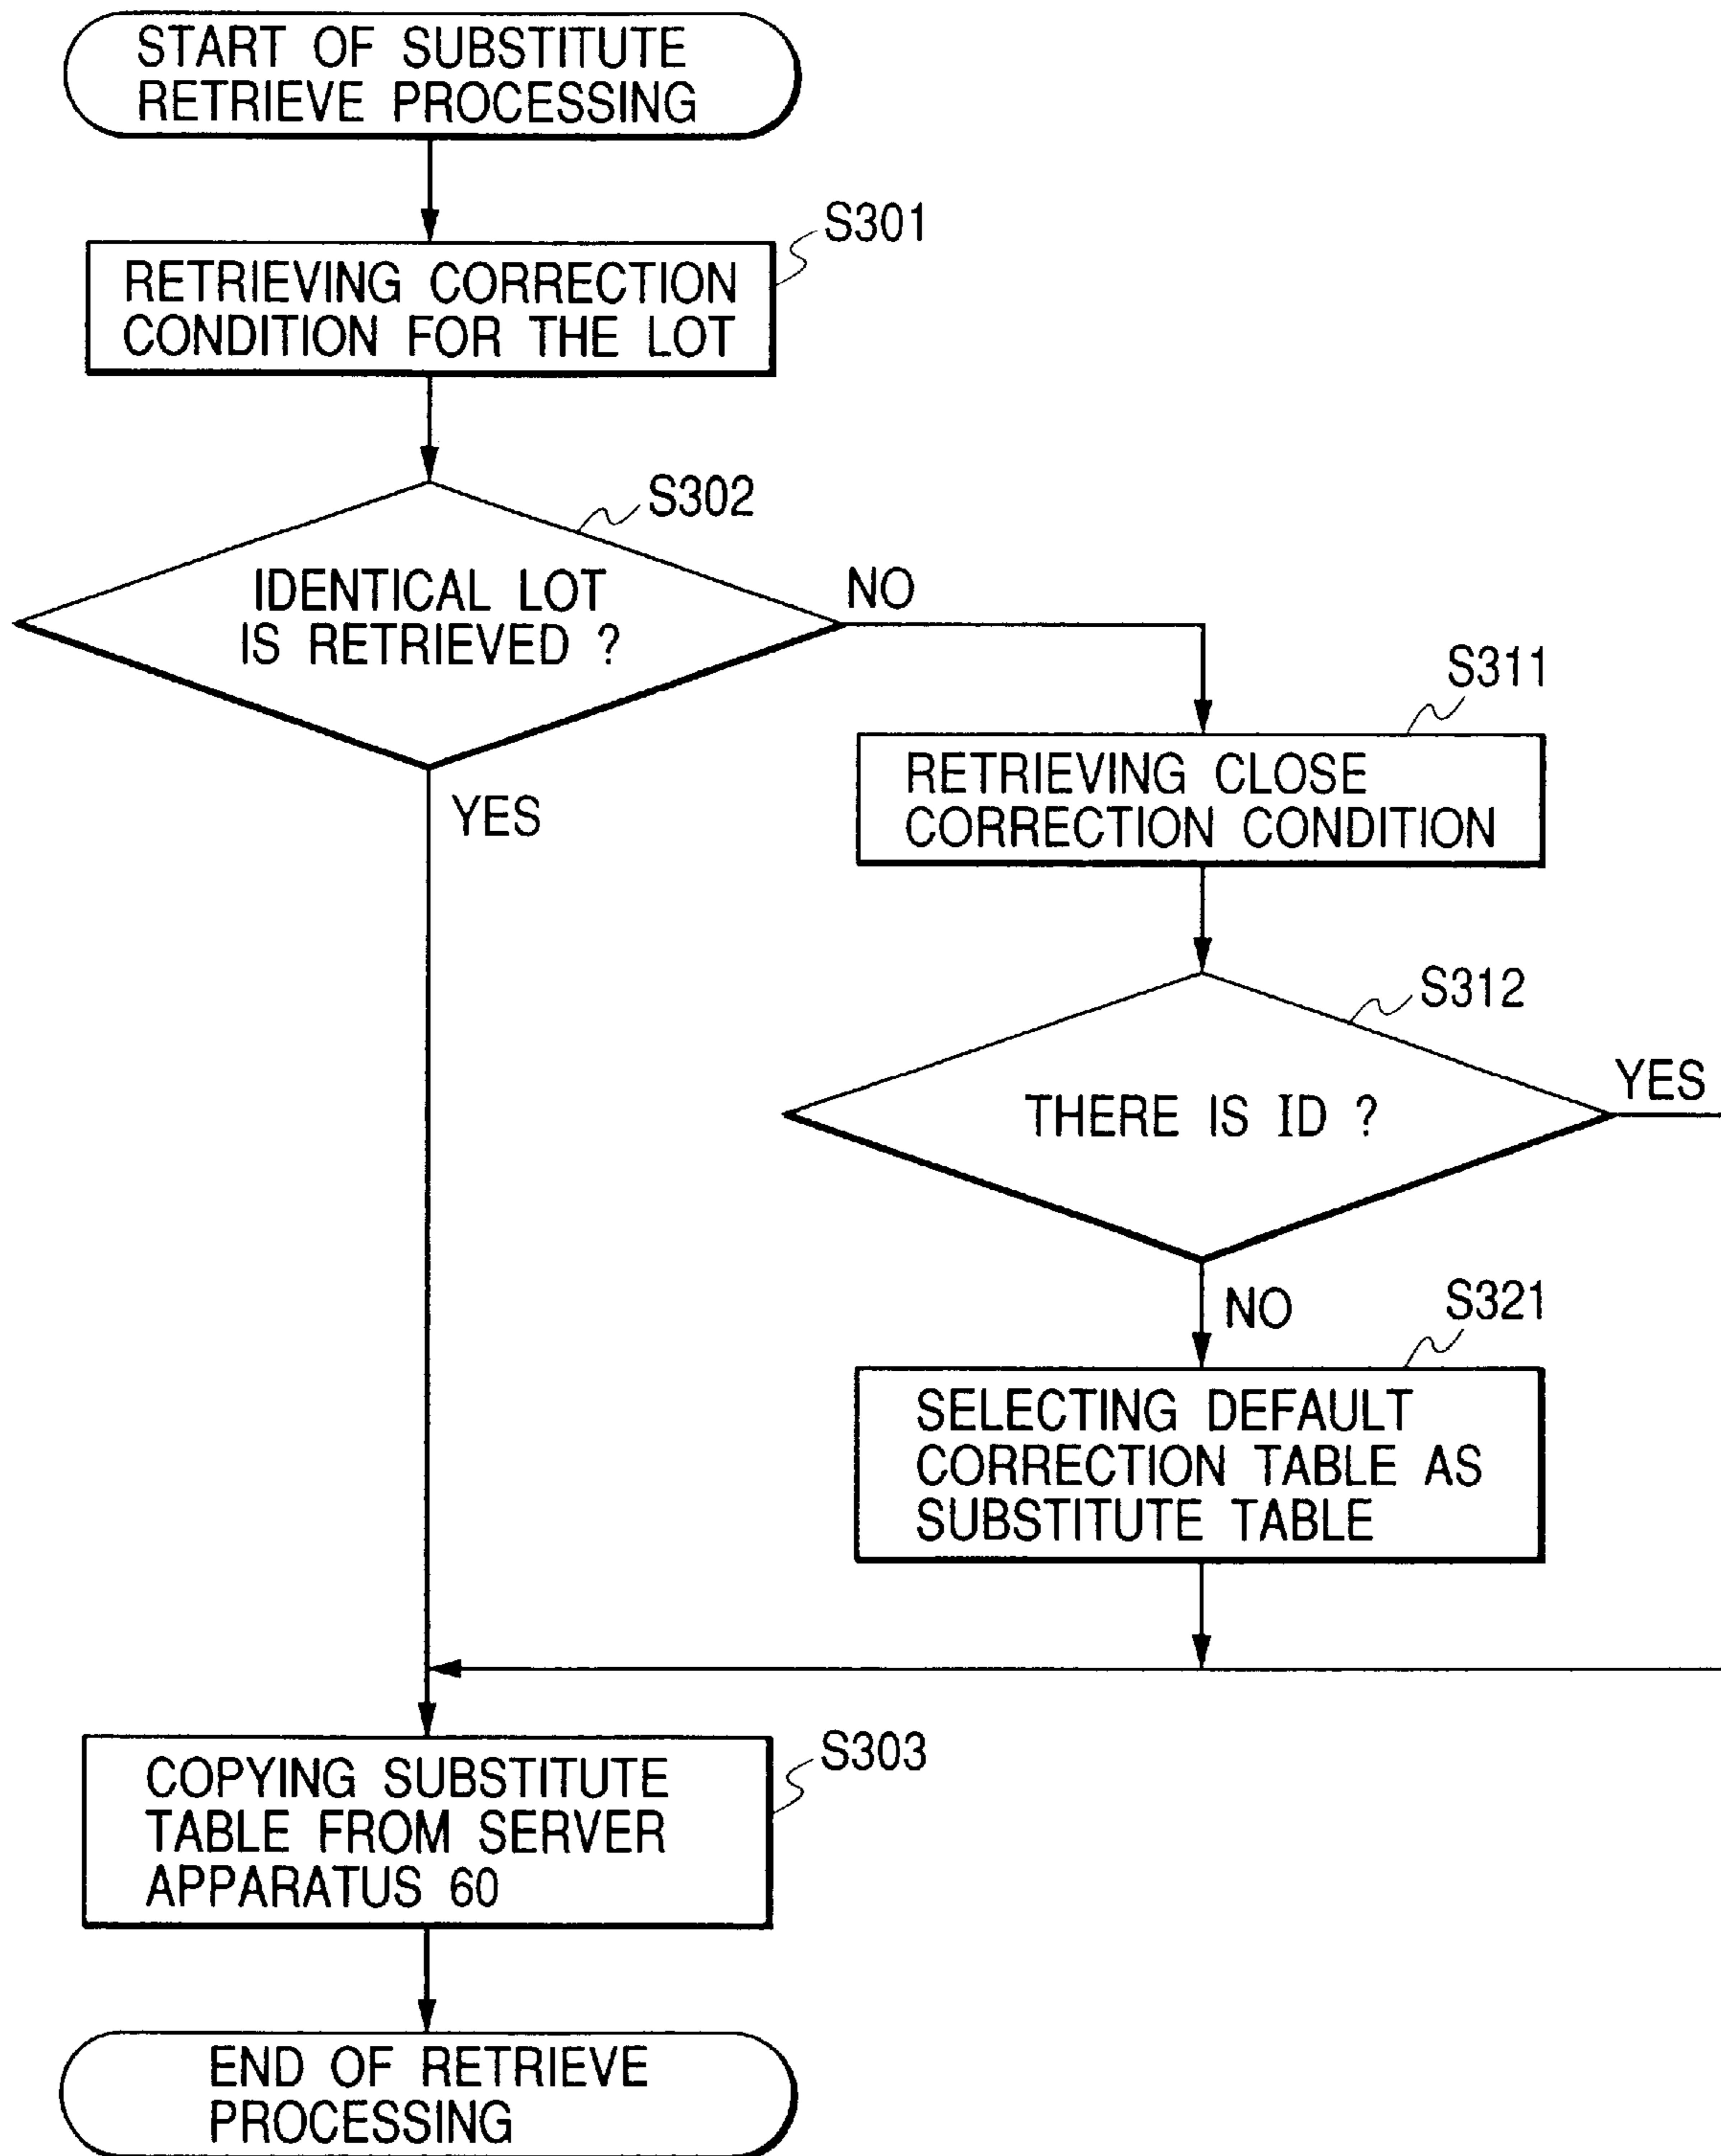 START OF SUBSTITUTE
RETRIEVE PROCESSING
S301
RETRIEVING CORRECTION
CONDITION FOR THE LOT
S302
IDENTICAL LOT
IS RETRIEVED ?
NO
YES
S311
RETRIEVING CLOSE
CORRECTION CONDITION
S312
THERE IS ID ?
YES
NO
S321
SELECTING DEFAULT
CORRECTION TABLE AS
SUBSTITUTE TABLE
S303
COPYING SUBSTITUTE
TABLE FROM SERVER
APPARATUS 60
END OF RETRIEVE
PROCESSING